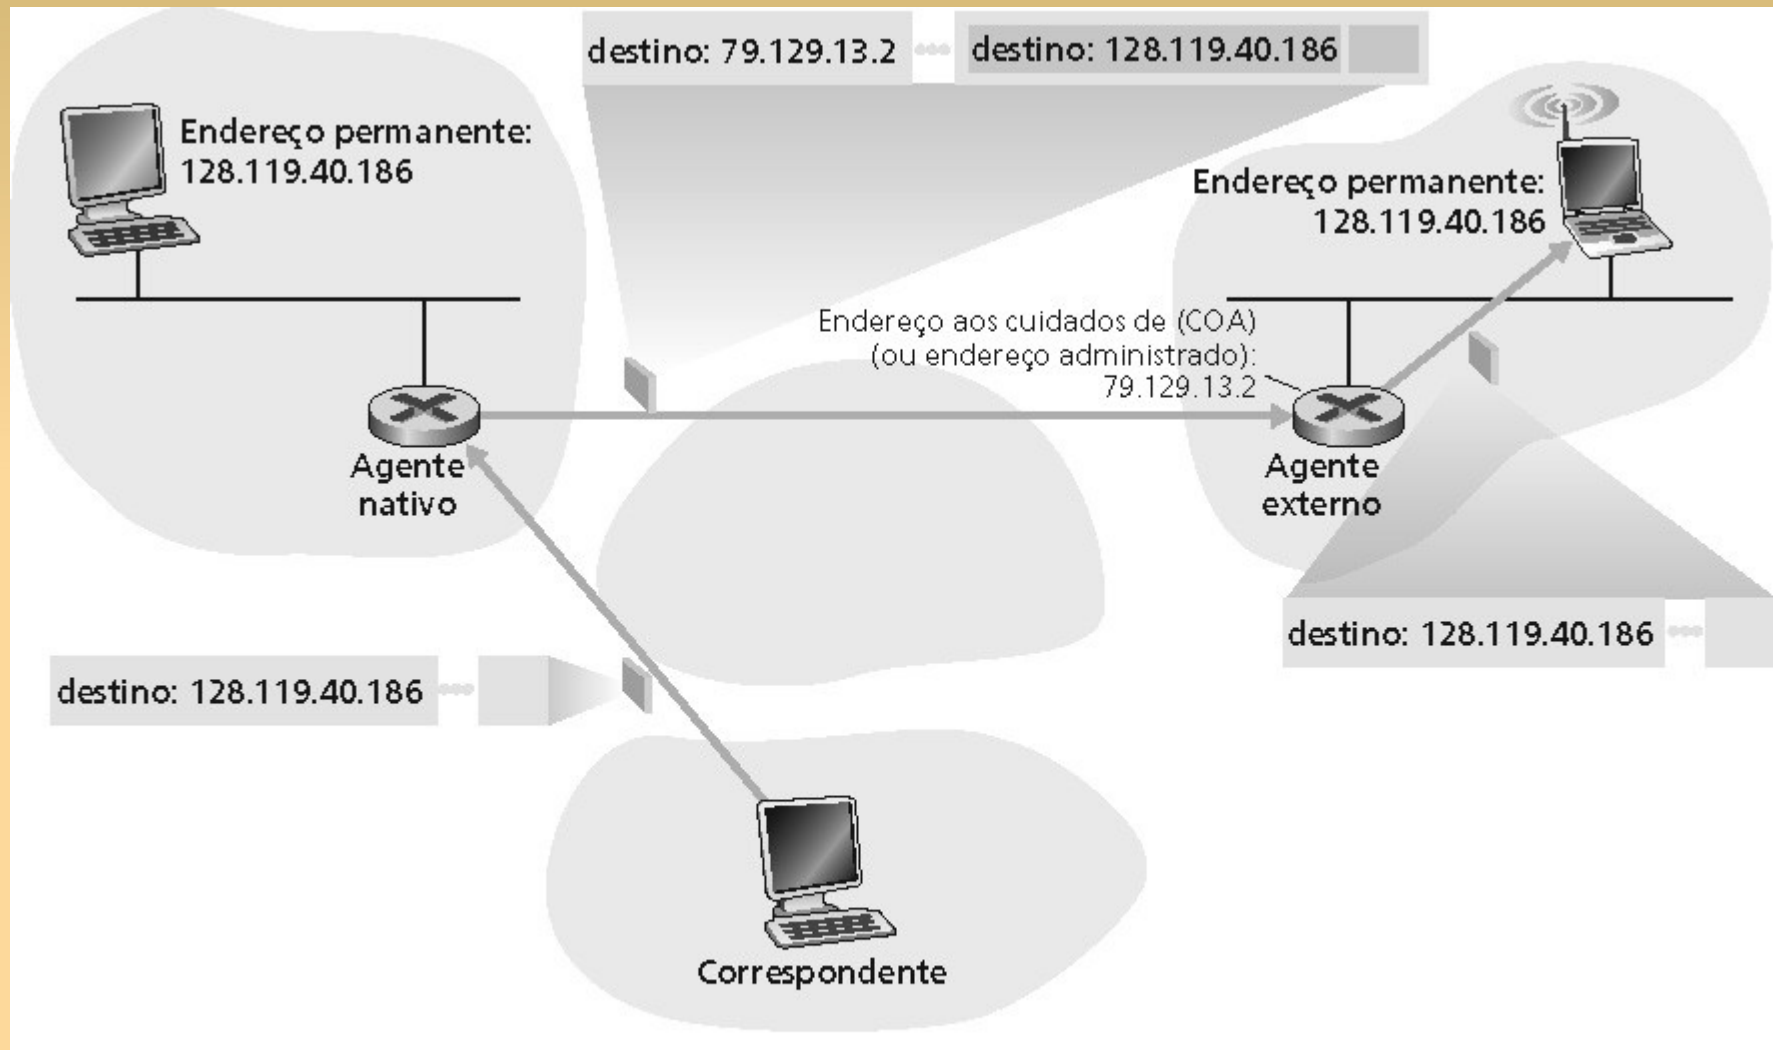 destino: 79.129.13.2
destino: 128.119.40.186
Endereço permanente:
128.119.40.186
Endereço permanente:
128.119.40.186
Endereço aos cuidados de (COA)
(ou endereço administrado):
79.129.13.2
Agente
nativo
Agente
externo
destino: 128.119.40.186
destino: 128.119.40.186
Correspondente